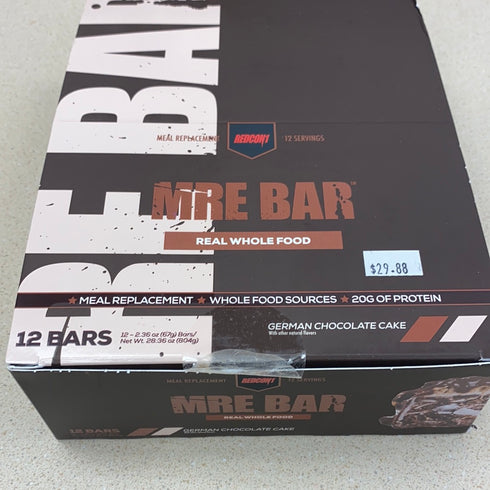 RE BAR
MEAL REPLACEMENT REDCON1 12 SERVINGS
MRE BAR™
REAL WHOLE FOOD
$29.88
★ MEAL REPLACEMENT ★ WHOLE FOOD SOURCES ★ 20G OF PROTEIN
12 BARS
12 - 2.36 oz (67g) Bars/
Net Wt. 28.36 oz (804g)
GERMAN CHOCOLATE CAKE
With other natural flavors
MEAL REPLACEMENT REDCON1 12 SERVINGS
MRE BAR
REAL WHOLE FOOD
12 BARS
GERMAN CHOCOLATE CAKE